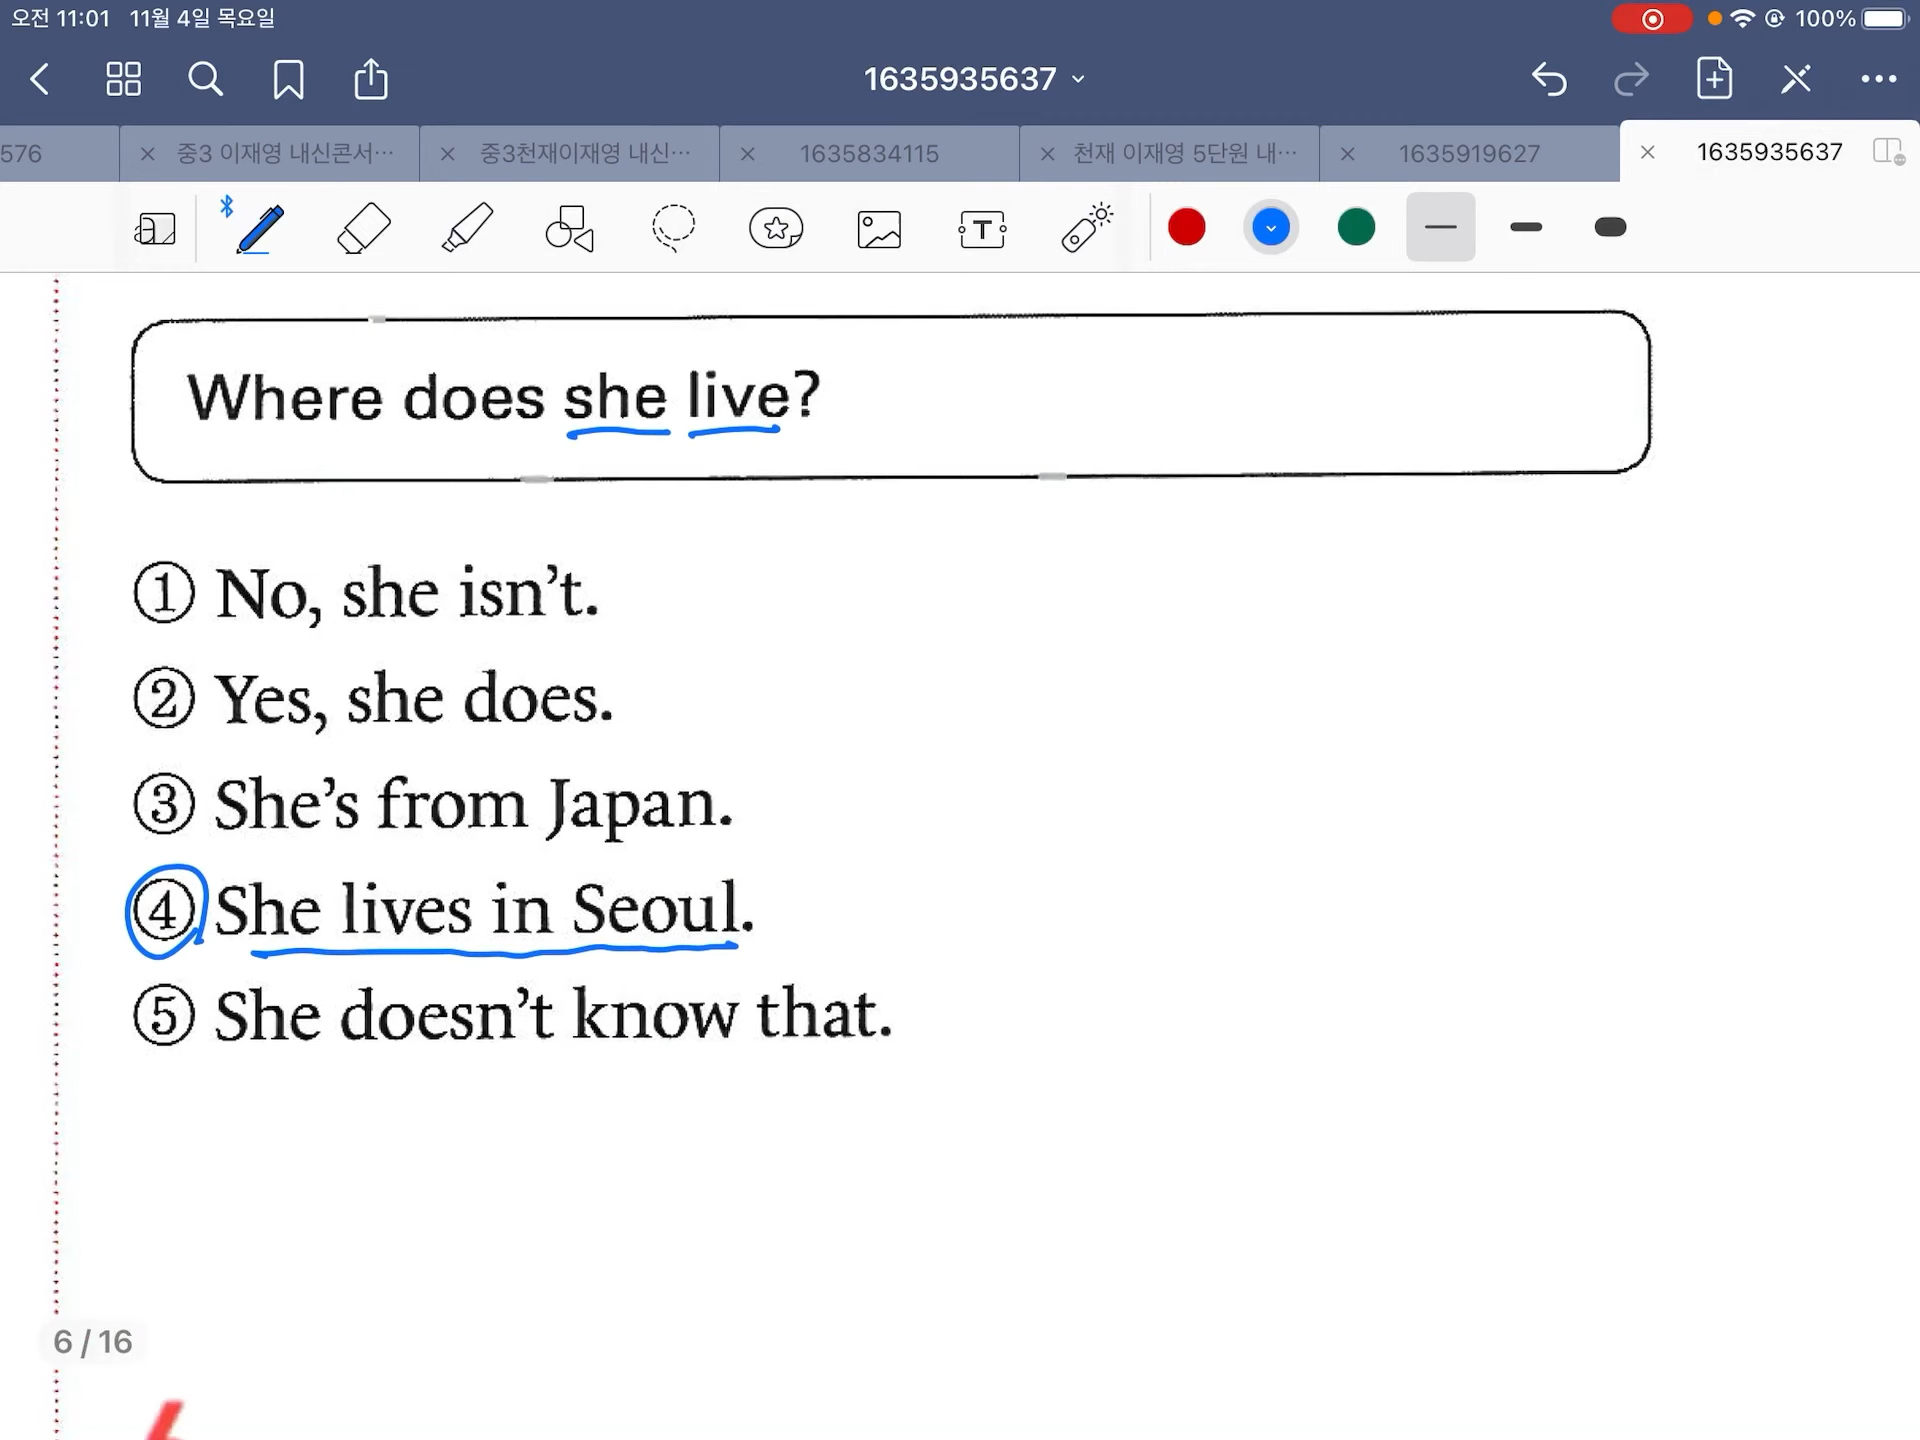 오전 11:01 11월 4일 목요일
100%
1635935637
576
중3 이재영 내신콘서…
중3천재이재영 내신…
1635834115
천재 이재영 5단원 내…
1635919627
1635935637
Where does she live?
① No, she isn’t.
② Yes, she does.
③ She’s from Japan.
④ She lives in Seoul.
⑤ She doesn’t know that.
6 / 16